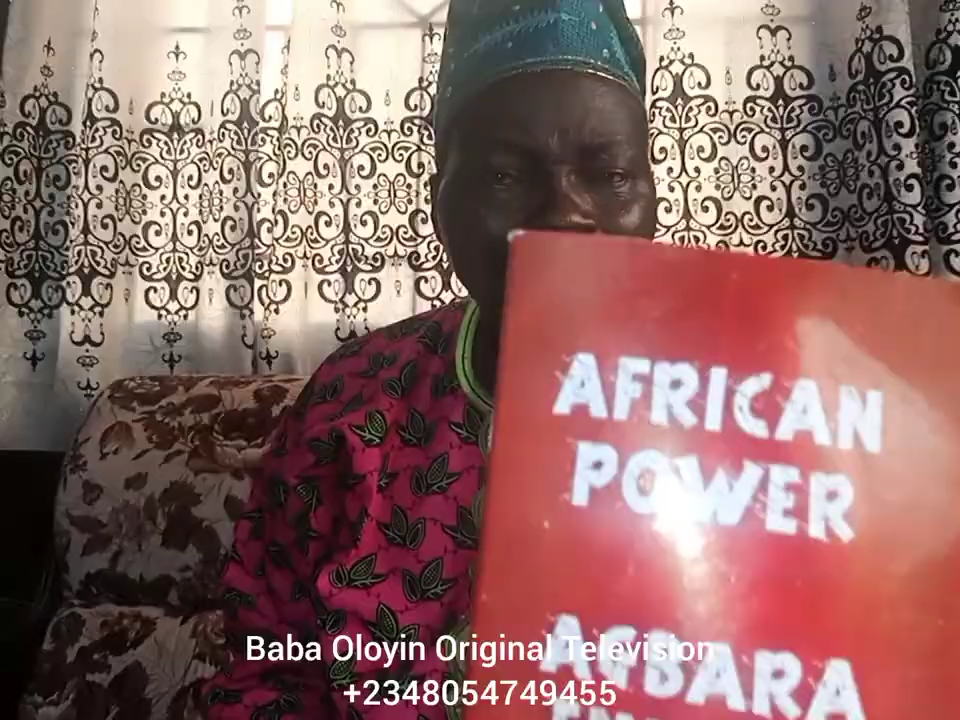 AFRICAN
POWER
AGBARA
Baba Oloyin Original Television
+2348054749455